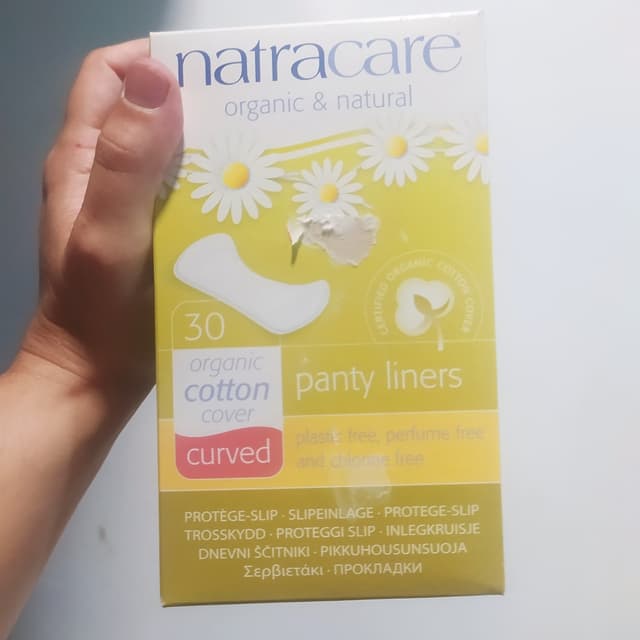 natracare
organic & natural
CERTIFIED ORGANIC COTTON COVER
30
organic
cotton
cover
curved
panty liners
plastic free, perfume free
and chlorine free
PROTÈGE-SLIP · SLIPEINLAGE · PROTEGE-SLIP
TROSSKYDD · PROTEGGI SLIP · INLEGKRUISJE
DNEVNI ŠČITNIKI · PIKKUHOUSUNSUOJA
Σερβιετάκι · ПРОКЛАДКИ